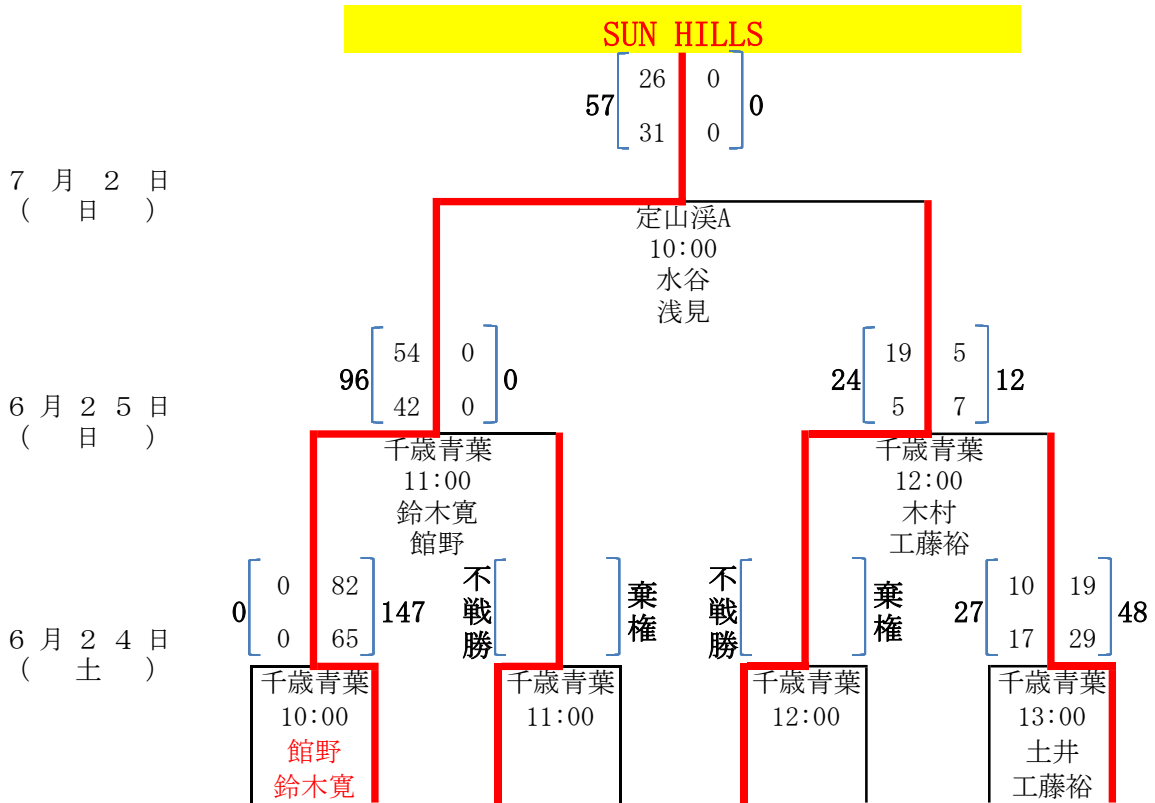 SUN HILLS
26 0
57 0
31 0
7 月 2 日
( 日 )
定山渓A
10:00
水谷
浅見
54 0
96 0
42 0
19 5
24 12
5 7
6 月 2 5 日
( 日 )
千歳青葉
11:00
鈴木寛
館野
千歳青葉
12:00
木村
工藤裕
0 82
0 147
0 65
不戦勝
棄権
不戦勝
棄権
10 19
27 48
17 29
6 月 2 4 日
( 土 )
千歳青葉
10:00
館野
鈴木寛
千歳青葉
11:00
千歳青葉
12:00
千歳青葉
13:00
土井
工藤裕